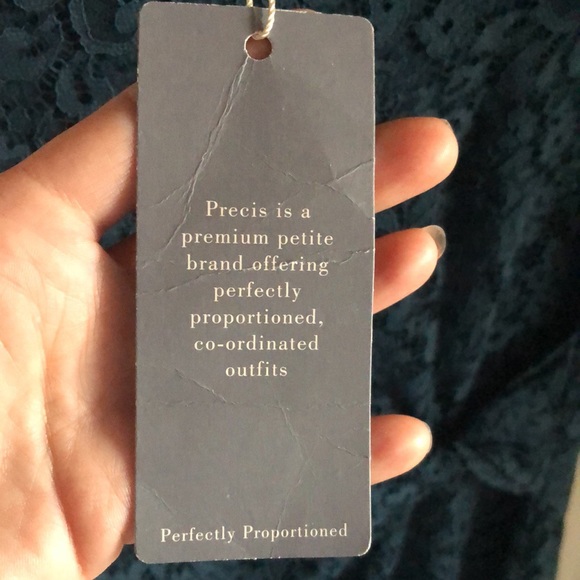 Precis is a
premium petite
brand offering
perfectly
proportioned,
co-ordinated
outfits
Perfectly Proportioned